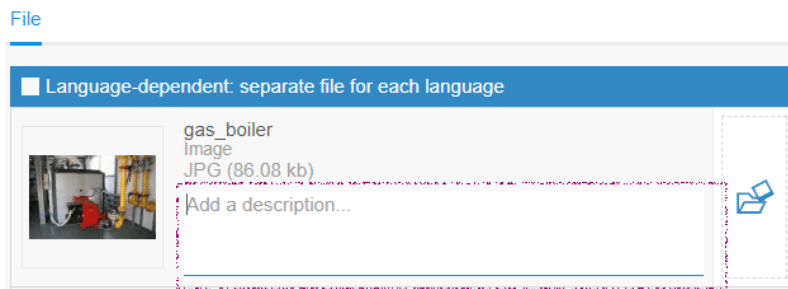 File
Language-dependent: separate file for each language
gas_boiler
Image
JPG (86.08 kb)
Add a description...